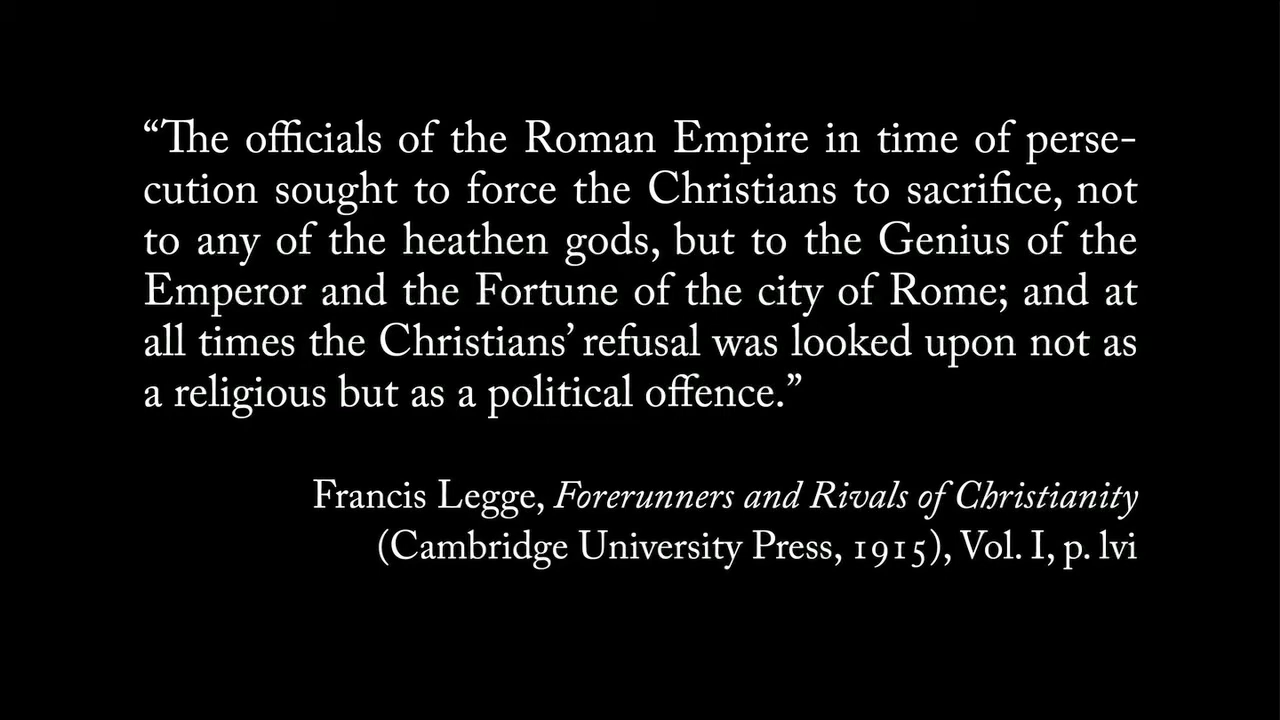 “The officials of the Roman Empire in time of perse-
cution sought to force the Christians to sacrifice, not
to any of the heathen gods, but to the Genius of the
Emperor and the Fortune of the city of Rome; and at
all times the Christians’ refusal was looked upon not as
a religious but as a political offence.”
Francis Legge, Forerunners and Rivals of Christianity
(Cambridge University Press, 1915), Vol. I, p. lvi